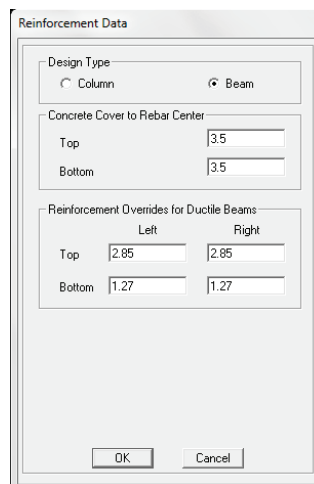 Reinforcement Data
Design Type
Column Beam
Concrete Cover to Rebar Center
Top 3.5
Bottom 3.5
Reinforcement Overrides for Ductile Beams
Left Right
Top 2.85 2.85
Bottom 1.27 1.27
OK Cancel